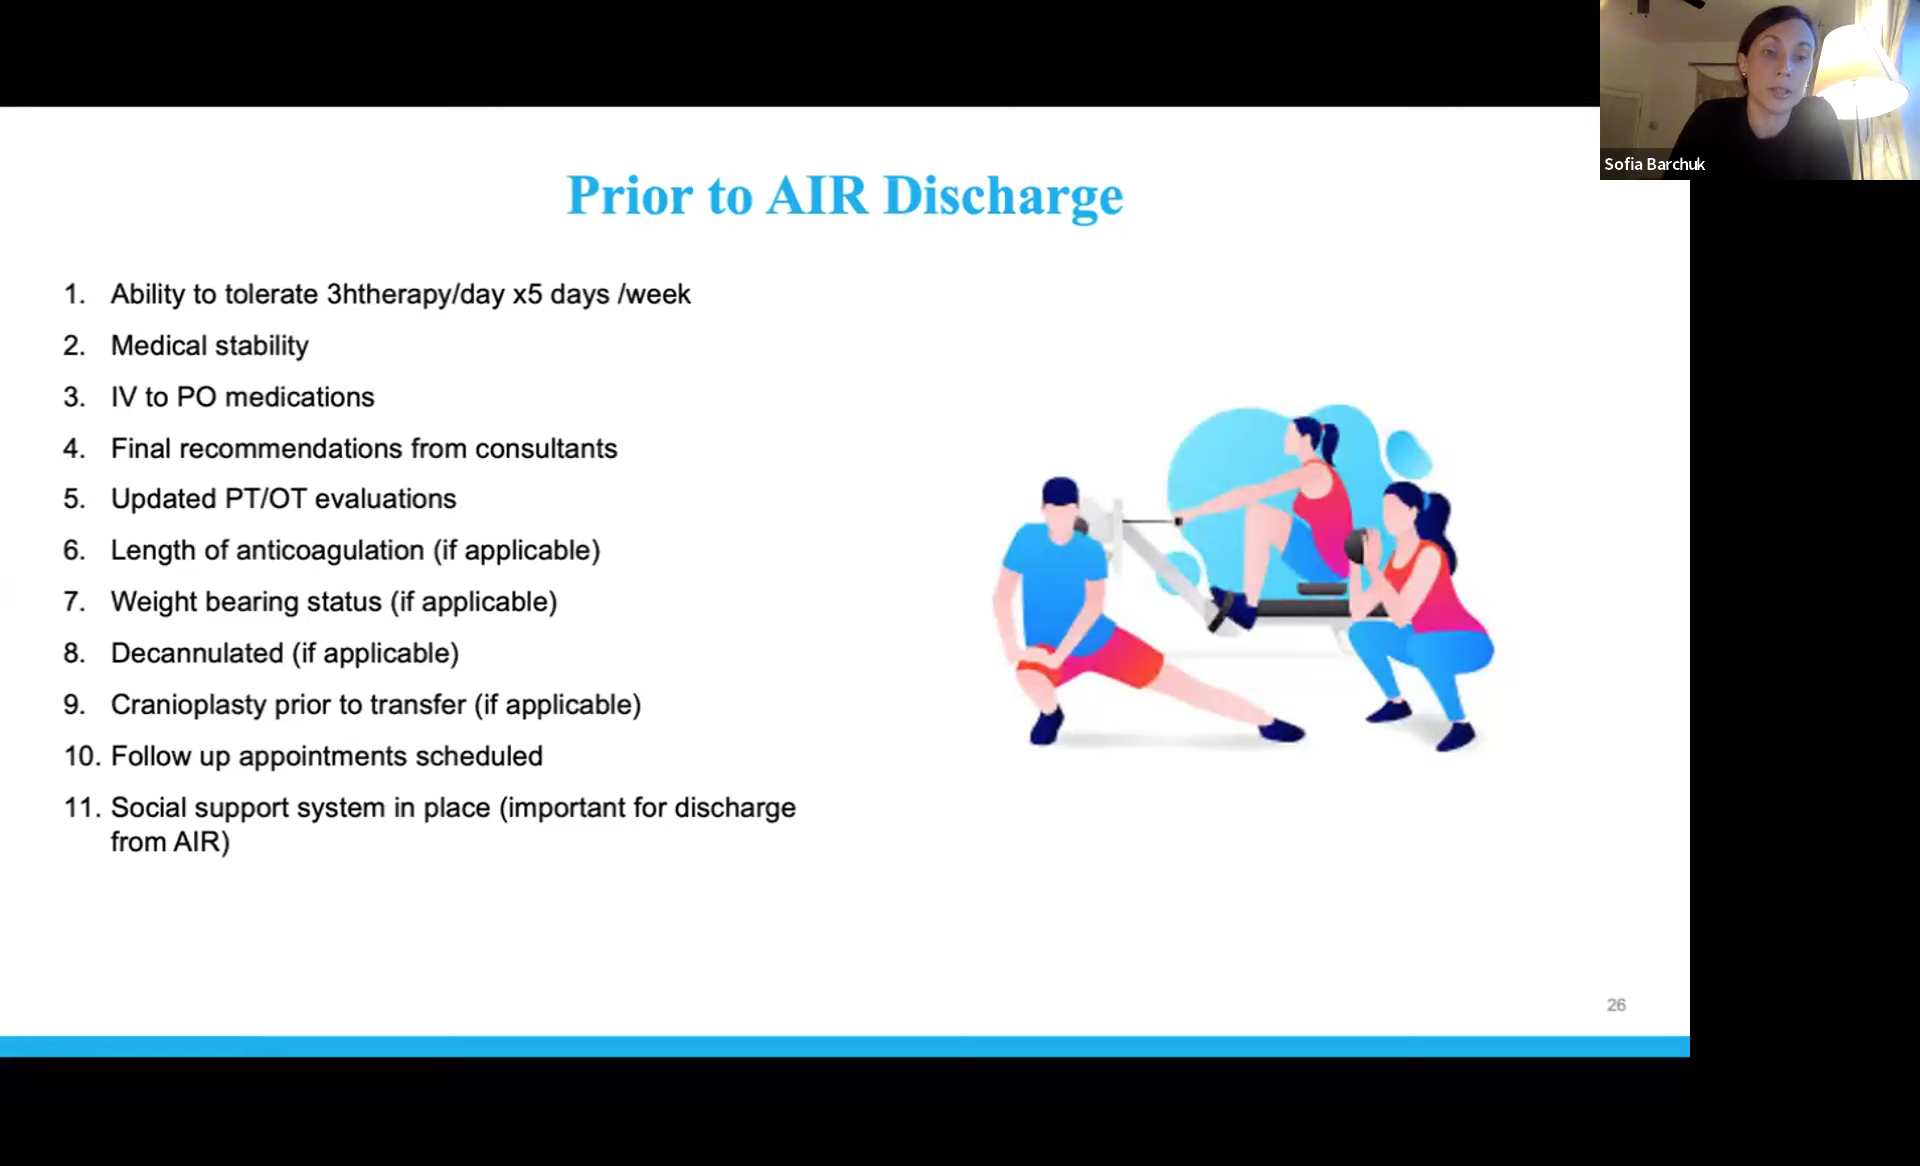 Sofia Barchuk
Prior to AIR Discharge
1. Ability to tolerate 3htherapy/day x5 days /week
2. Medical stability
3. IV to PO medications
4. Final recommendations from consultants
5. Updated PT/OT evaluations
6. Length of anticoagulation (if applicable)
7. Weight bearing status (if applicable)
8. Decannulated (if applicable)
9. Cranioplasty prior to transfer (if applicable)
10. Follow up appointments scheduled
11. Social support system in place (important for discharge
from AIR)
26